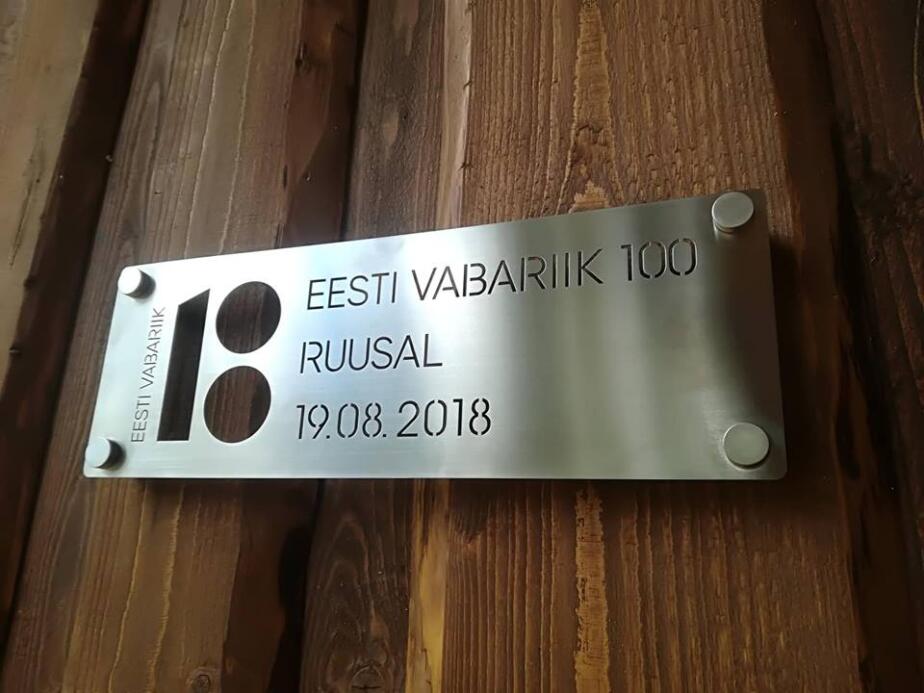 EESTI VABARIIK
18
EESTI VABARIIK 100
RUUSAL
19.08.2018